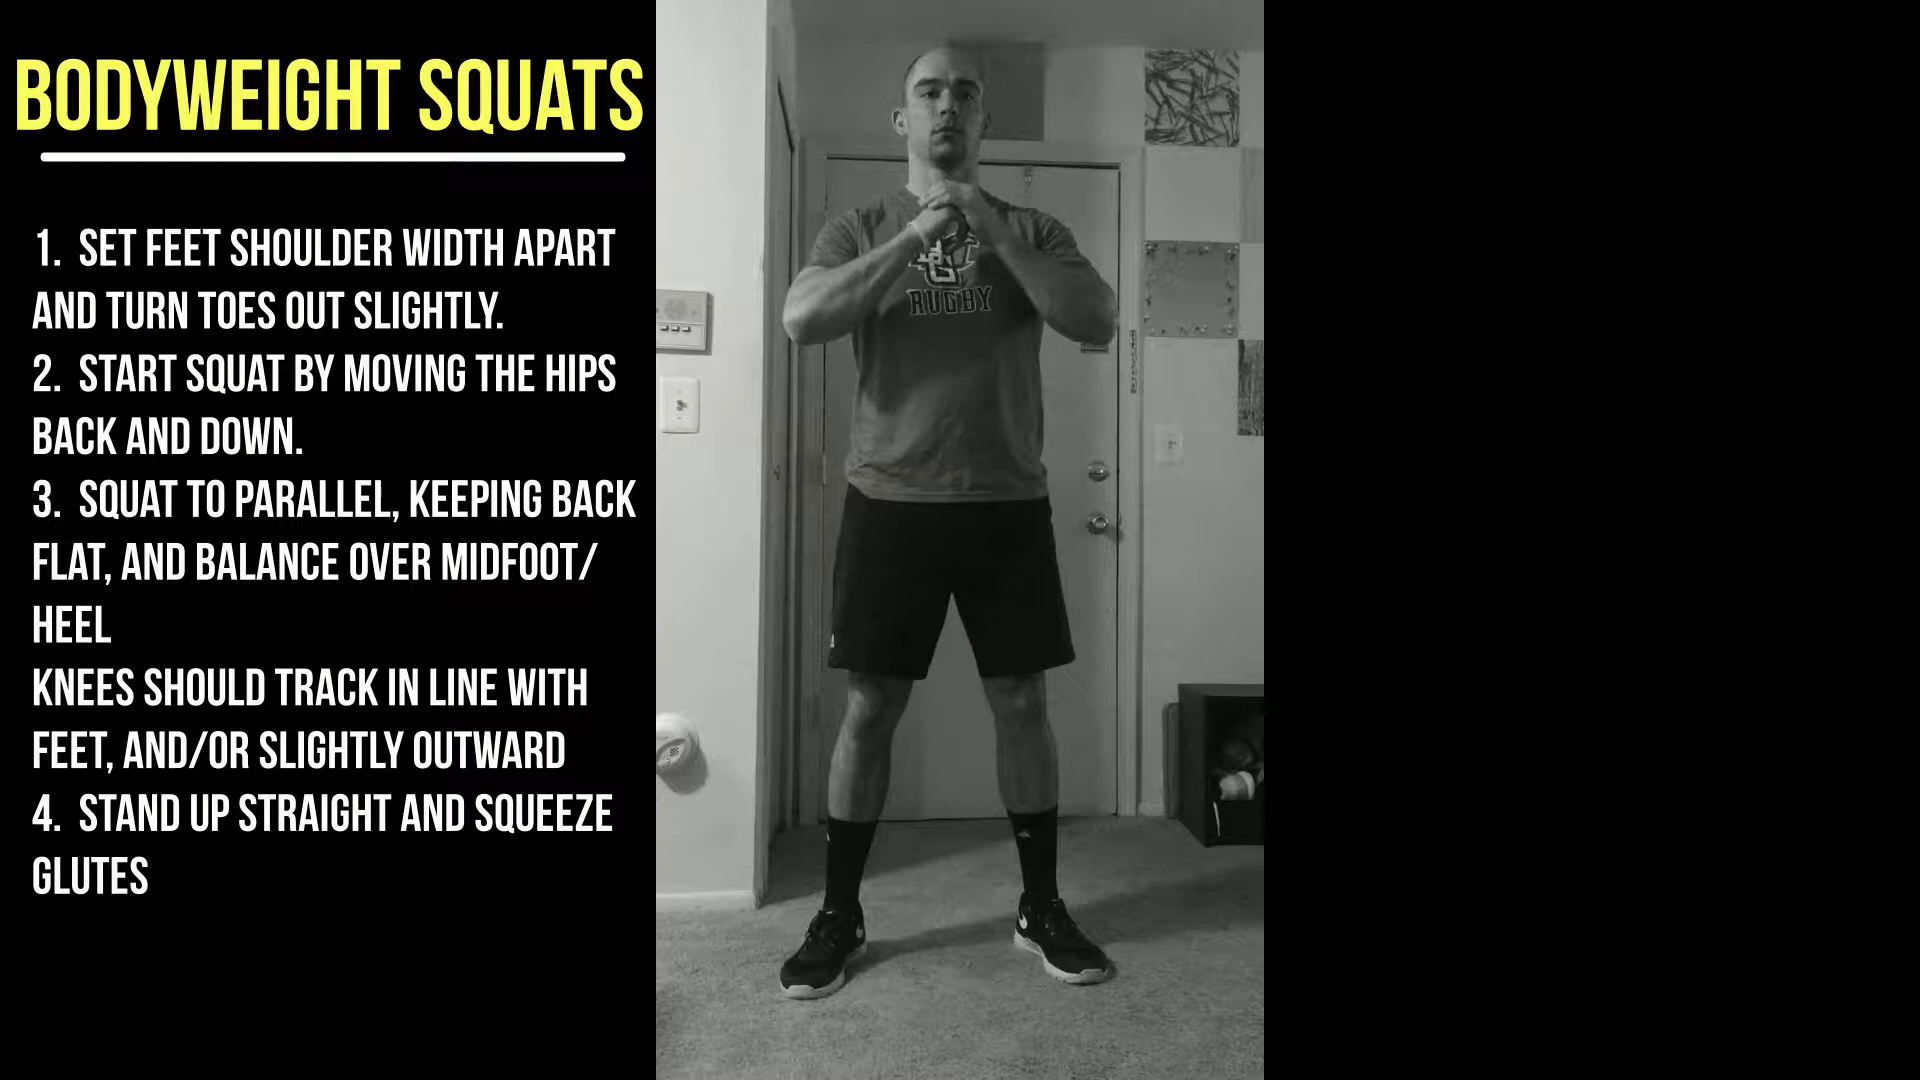 BODYWEIGHT SQUATS
1. SET FEET SHOULDER WIDTH APART
AND TURN TOES OUT SLIGHTLY.
2. START SQUAT BY MOVING THE HIPS
BACK AND DOWN.
3. SQUAT TO PARALLEL, KEEPING BACK
FLAT, AND BALANCE OVER MIDFOOT/
HEEL
KNEES SHOULD TRACK IN LINE WITH
FEET, AND/OR SLIGHTLY OUTWARD
4. STAND UP STRAIGHT AND SQUEEZE
GLUTES
RUGBY